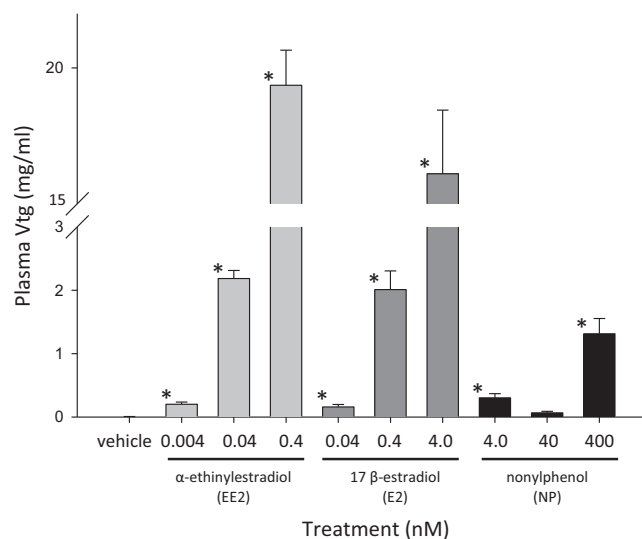 20
15
3
2
1
0
Plasma Vtg (mg/ml)
*
*
*
*
*
*
*
*
vehicle 0.004 0.04 0.4 0.04 0.4 4.0 4.0 40 400
α-ethinylestradiol 17 β-estradiol nonylphenol
(EE2) (E2) (NP)
Treatment (nM)